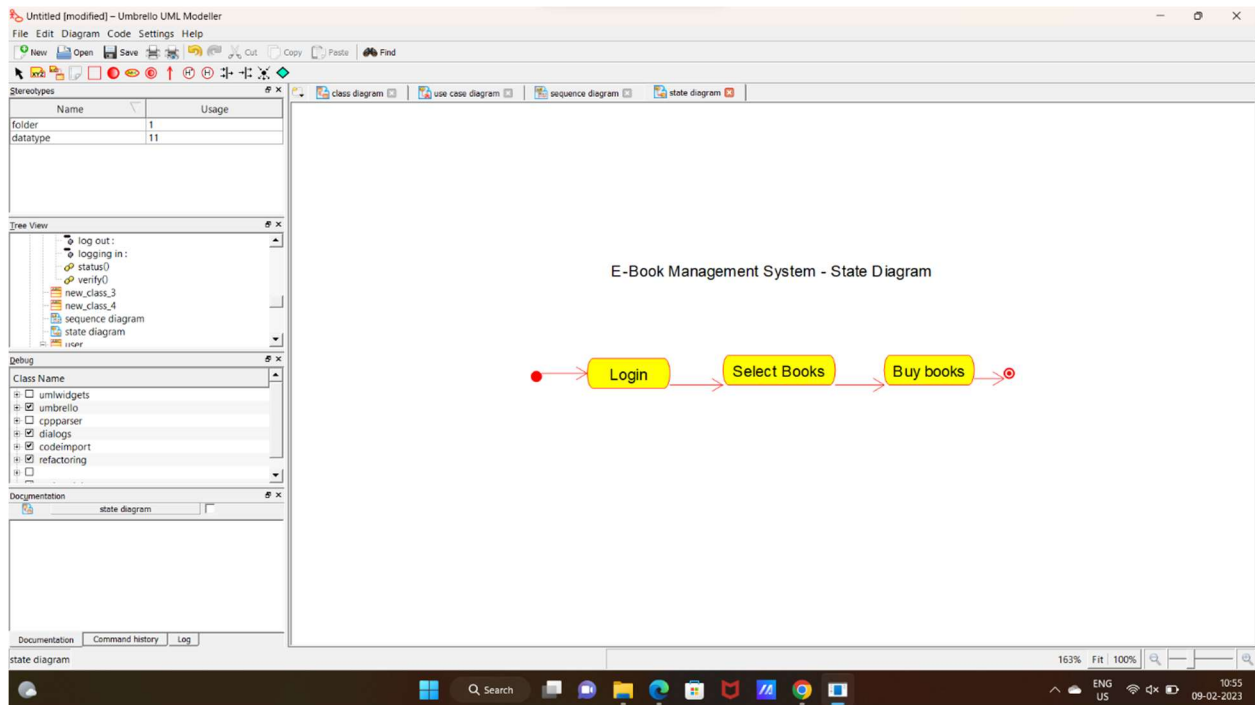 Untitled [modified] – Umbrello UML Modeller
File Edit Diagram Code Settings Help
New Open Save Cut Copy Paste Find
Stereotypes
class diagram use case diagram sequence diagram state diagram
Name Usage
folder 1
datatype 11
Tree View
log out :
logging in :
status()
verify()
new_class_3
new_class_4
sequence diagram
state diagram
user
E-Book Management System - State Diagram
Login Select Books Buy books
Debug
Class Name
umlwidgets
umbrello
cppparser
dialogs
codeimport
refactoring
Documentation
state diagram
Documentation Command history Log
state diagram
163% Fit 100%
Search
ENG
US
10:55
09-02-2023